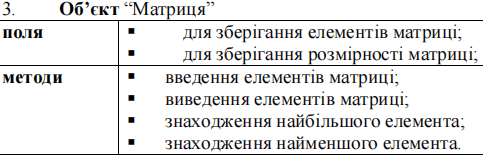 3. Об’єкт “Матриця”
поля
▪ для зберігання елементів матриці;
▪ для зберігання розмірності матриці;
методи
▪ введення елементів матриці;
▪ виведення елементів матриці;
▪ знаходження найбільшого елемента;
▪ знаходження найменшого елемента.